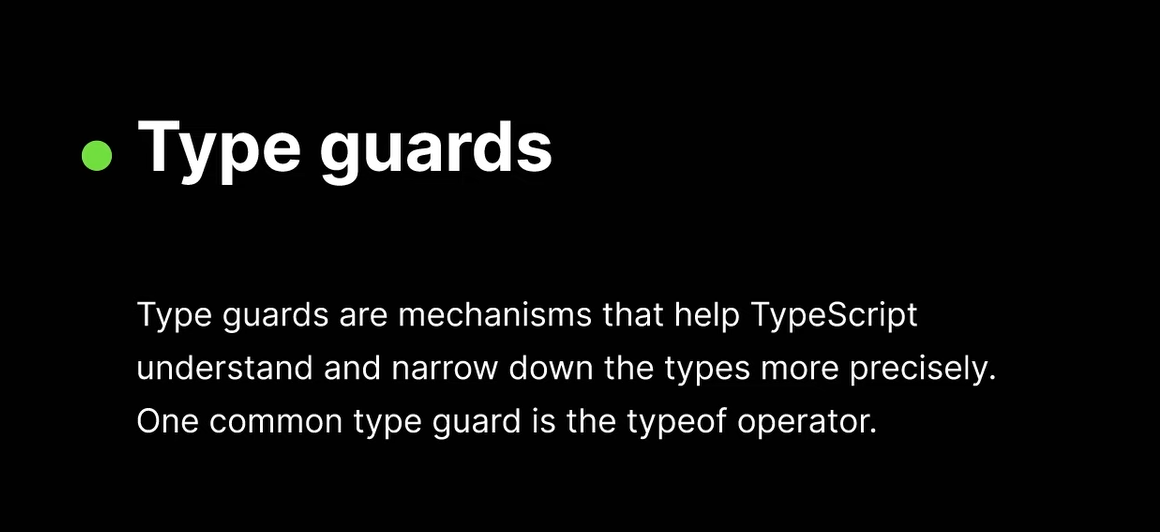 Type guards
Type guards are mechanisms that help TypeScript
understand and narrow down the types more precisely.
One common type guard is the typeof operator.